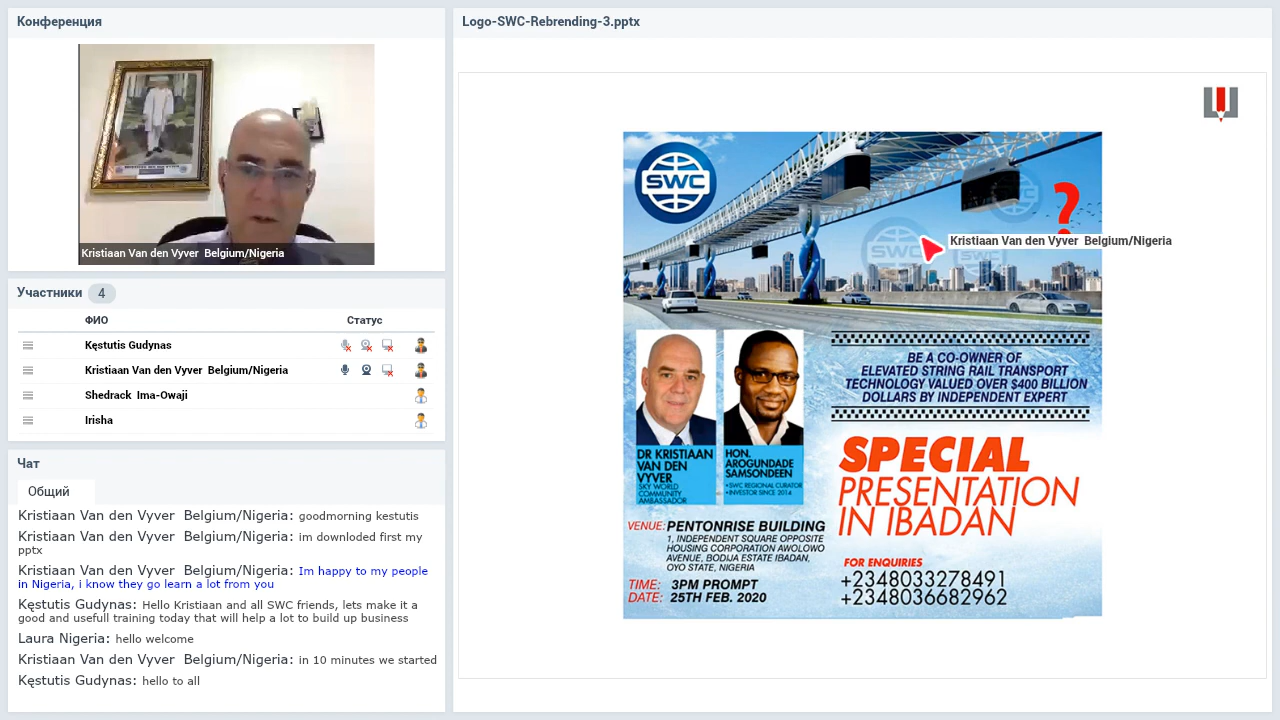 Конференция
Kristiaan Van den Vyver  Belgium/Nigeria
Участники 4
ФИО Статус
Kęstutis Gudynas
Kristiaan Van den Vyver  Belgium/Nigeria
Shedrack  Ima-Owaji
Irisha
Чат
Общий
Kristiaan Van den Vyver  Belgium/Nigeria: goodmorning kestutis
Kristiaan Van den Vyver  Belgium/Nigeria: im downloded first my
pptx
Kristiaan Van den Vyver  Belgium/Nigeria: Im happy to my people
in Nigeria, i know they go learn a lot from you
Kęstutis Gudynas: Hello Kristiaan and all SWC friends, lets make it a
good and usefull training today that will help a lot to build up business
Laura Nigeria: hello welcome
Kristiaan Van den Vyver  Belgium/Nigeria: in 10 minutes we started
Kęstutis Gudynas: hello to all
Logo-SWC-Rebrending-3.pptx
SWC
?
SWC
Kristiaan Van den Vyver  Belgium/Nigeria
DR KRISTIAAN
VAN DEN
VYVER
SKY WORLD
COMMUNITY
AMBASSADOR
HON.
AROGUNDADE
SAMSONDEEN
•SWC REGIONAL CURATOR
•INVESTOR SINCE 2014
BE A CO-OWNER OF
ELEVATED STRING RAIL TRANSPORT
TECHNOLOGY VALUED OVER $400 BILLION
DOLLARS BY INDEPENDENT EXPERT
SPECIAL
PRESENTATION
IN IBADAN
VENUE: PENTONRISE BUILDING
1, INDEPENDENT SQUARE OPPOSITE
HOUSING CORPORATION AWOLOWO
AVENUE, BODIJA ESTATE IBADAN,
OYO STATE, NIGERIA
TIME: 3PM PROMPT
DATE: 25TH FEB. 2020
FOR ENQUIRIES
+2348033278491
+2348036682962